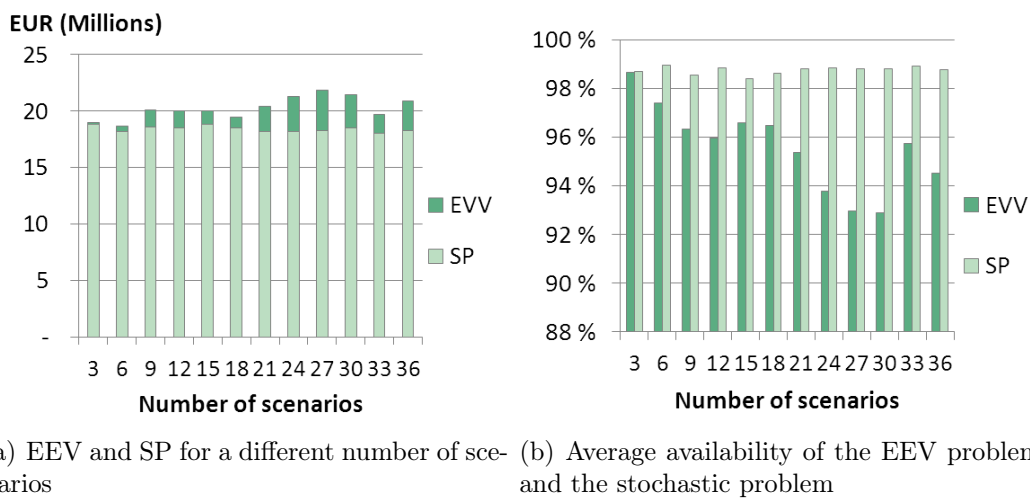 EUR (Millions)
25
20
15
10
5
-
3 6 9 12 15 18 21 24 27 30 33 36
Number of scenarios
EVV
SP
a) EEV and SP for a different number of sce-
arios
100 %
98 %
96 %
94 %
92 %
90 %
88 %
3 6 9 12 15 18 21 24 27 30 33 36
Number of scenarios
EVV
SP
(b) Average availability of the EEV problem
and the stochastic problem